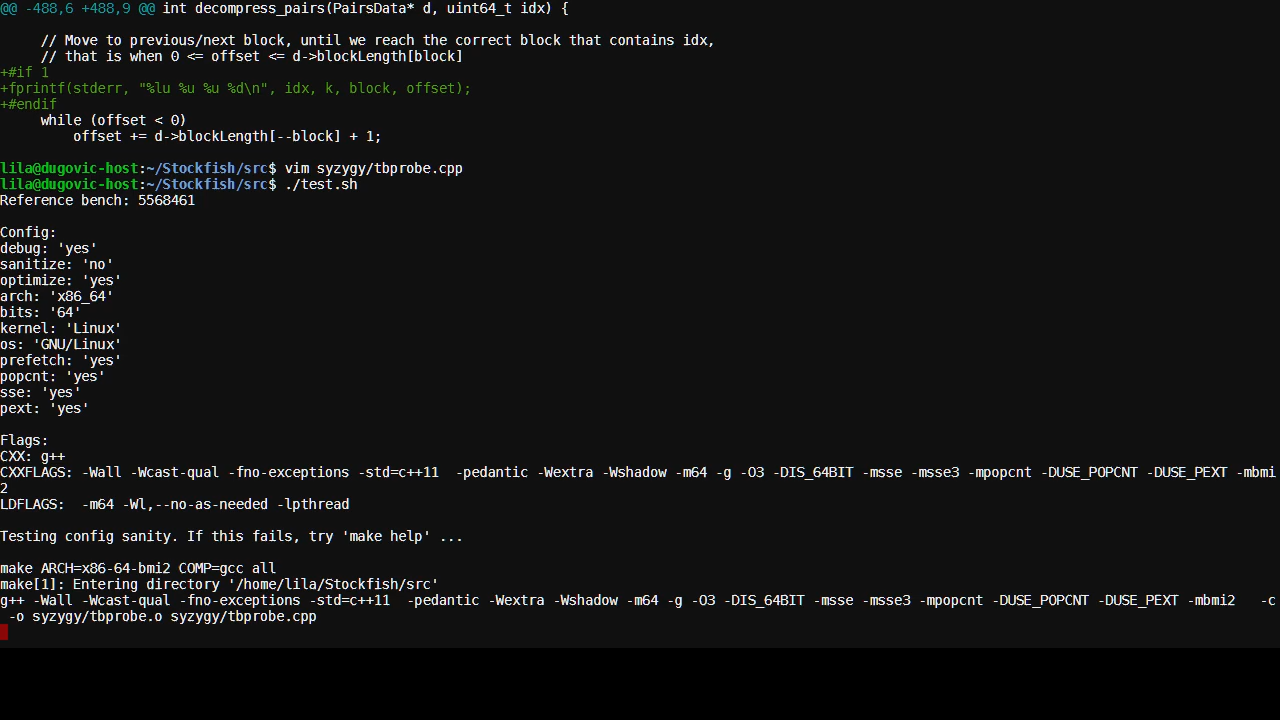 @@ -488,6 +488,9 @@ int decompress_pairs(PairsData* d, uint64_t idx) {
     // Move to previous/next block, until we reach the correct block that contains idx,
     // that is when 0 <= offset <= d->blockLength[block]
+#if 1
+fprintf(stderr, "%lu %u %u %d\n", idx, k, block, offset);
+#endif
     while (offset < 0)
         offset += d->blockLength[--block] + 1;
lila@dugovic-host:~/Stockfish/src$ vim syzygy/tbprobe.cpp
lila@dugovic-host:~/Stockfish/src$ ./test.sh
Reference bench: 5568461
Config:
debug: 'yes'
sanitize: 'no'
optimize: 'yes'
arch: 'x86_64'
bits: '64'
kernel: 'Linux'
os: 'GNU/Linux'
prefetch: 'yes'
popcnt: 'yes'
sse: 'yes'
pext: 'yes'
Flags:
CXX: g++
CXXFLAGS: -Wall -Wcast-qual -fno-exceptions -std=c++11  -pedantic -Wextra -Wshadow -m64 -g -O3 -DIS_64BIT -msse -msse3 -mpopcnt -DUSE_POPCNT -DUSE_PEXT -mbmi
2
LDFLAGS:  -m64 -Wl,--no-as-needed -lpthread
Testing config sanity. If this fails, try 'make help' ...
make ARCH=x86-64-bmi2 COMP=gcc all
make[1]: Entering directory '/home/lila/Stockfish/src'
g++ -Wall -Wcast-qual -fno-exceptions -std=c++11  -pedantic -Wextra -Wshadow -m64 -g -O3 -DIS_64BIT -msse -msse3 -mpopcnt -DUSE_POPCNT -DUSE_PEXT -mbmi2   -c
 -o syzygy/tbprobe.o syzygy/tbprobe.cpp